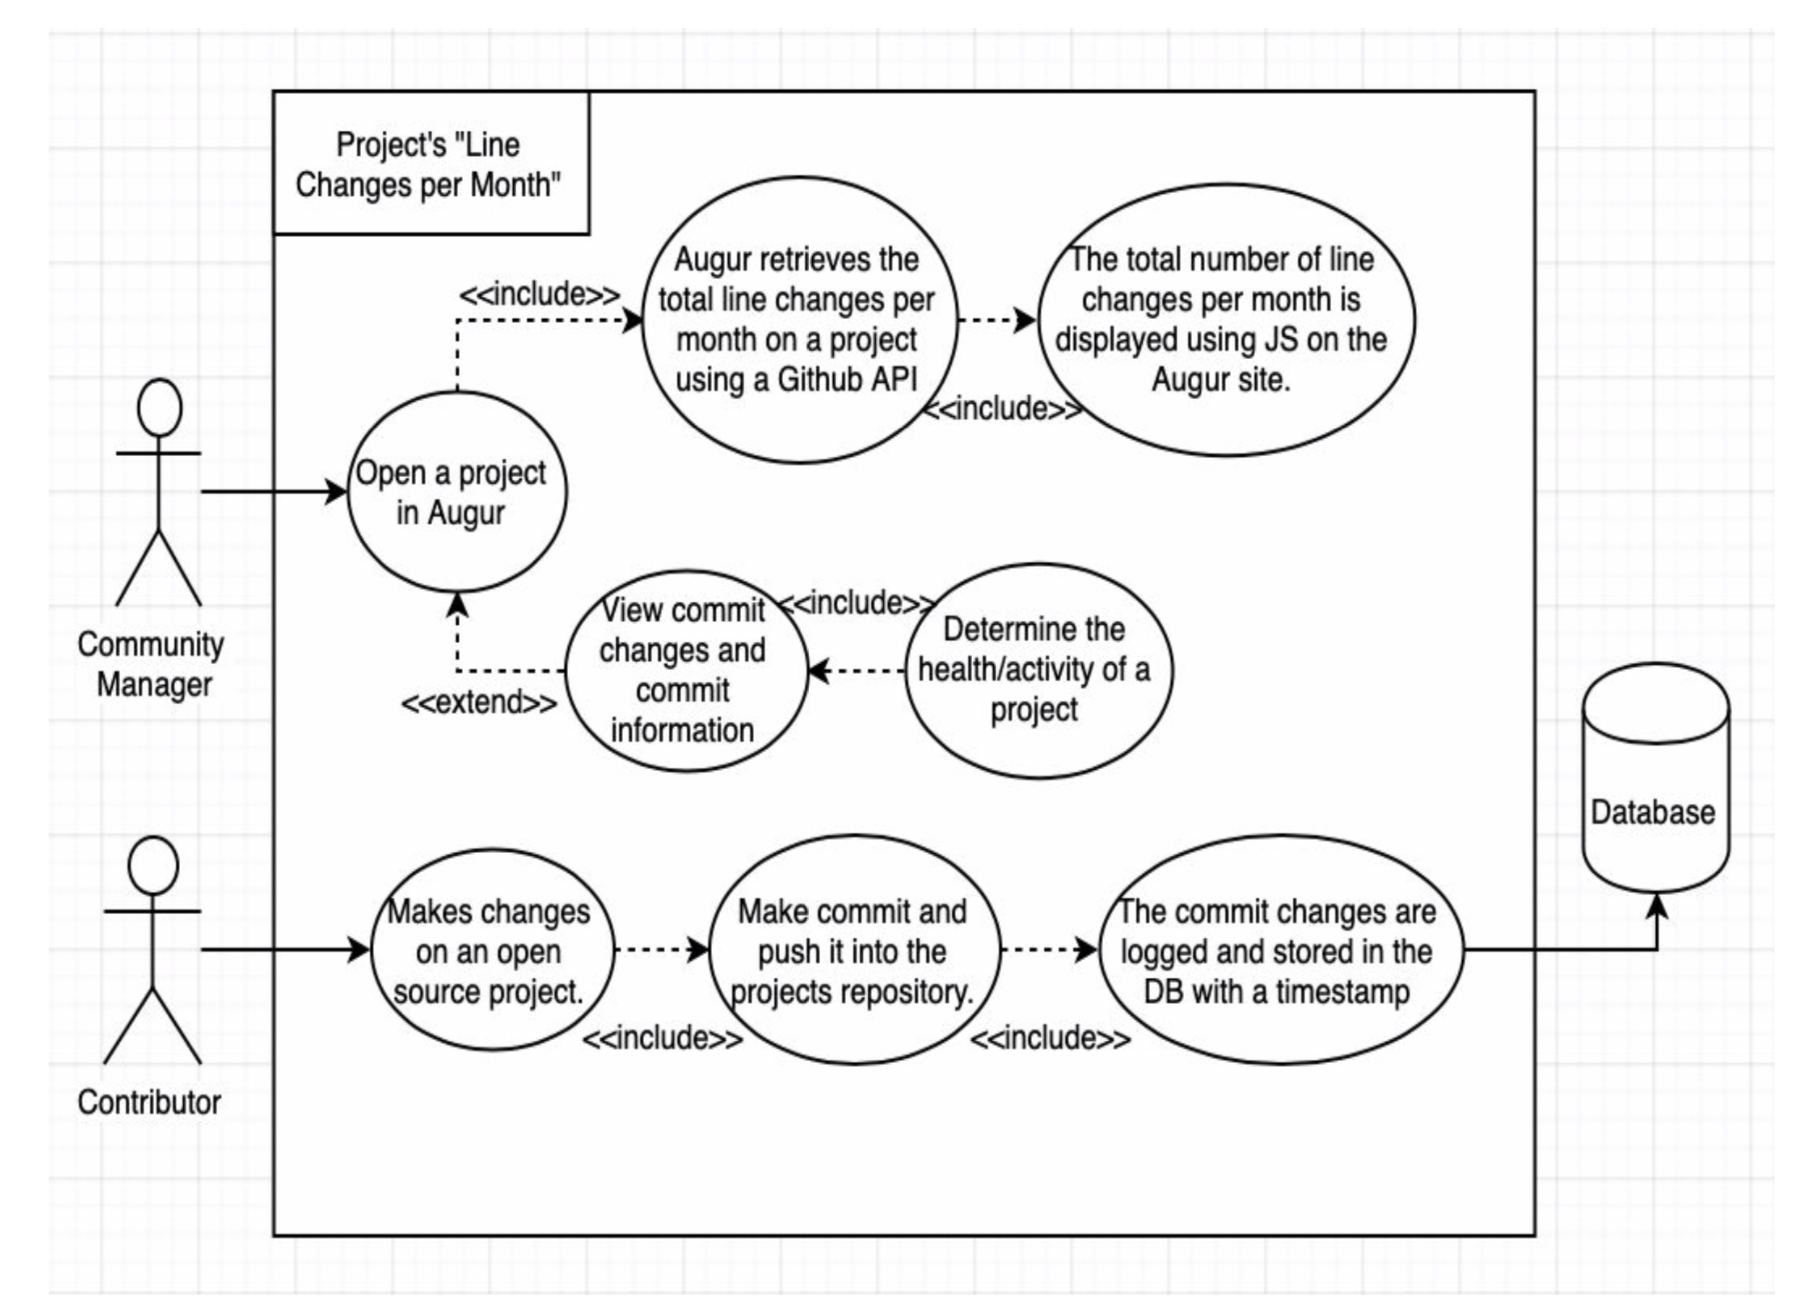 Project's "Line
Changes per Month"
<<include>>
Augur retrieves the
total line changes per
month on a project
using a Github API
The total number of line
changes per month is
displayed using JS on the
Augur site.
<<include>>
Open a project
in Augur
Community
Manager
<<extend>>
View commit
changes and
commit
information
<<include>>
Determine the
health/activity of a
project
Database
Makes changes
on an open
source project.
<<include>>
Make commit and
push it into the
projects repository.
<<include>>
The commit changes are
logged and stored in the
DB with a timestamp
Contributor